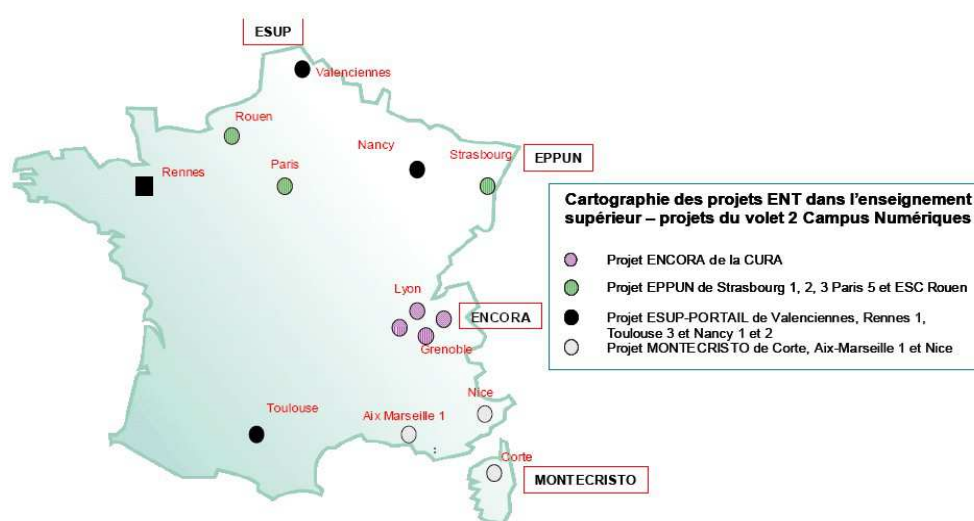 ESUP
Valenciennes
Rouen
Nancy
Strasbourg
EPPUN
Paris
Rennes
Cartographie des projets ENT dans l'enseignement
supérieur – projets du volet 2 Campus Numériques
Projet ENCORA de la CURA
Projet EPPUN de Strasbourg 1, 2, 3 Paris 5 et ESC Rouen
Projet ESUP-PORTAIL de Valenciennes, Rennes 1,
Toulouse 3 et Nancy 1 et 2
Projet MONTECRISTO de Corte, Aix-Marseille 1 et Nice
Lyon
ENCORA
Grenoble
Nice
Toulouse
Aix Marseille 1
:
Corte
MONTECRISTO